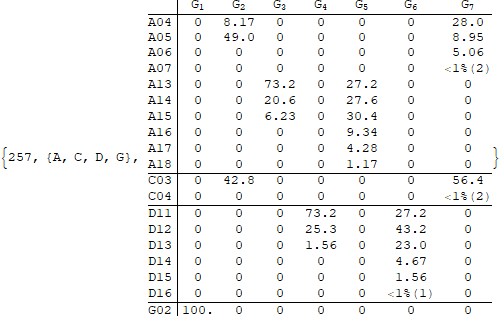 G1 G2 G3 G4 G5 G6 G7
A04 0 8.17 0 0 0 0 28.0
A05 0 49.0 0 0 0 0 8.95
A06 0 0 0 0 0 0 5.06
A07 0 0 0 0 0 0 <1%(2)
A13 0 0 73.2 0 27.2 0 0
A14 0 0 20.6 0 27.6 0 0
A15 0 0 6.23 0 30.4 0 0
A16 0 0 0 0 9.34 0 0
A17 0 0 0 0 4.28 0 0
{257, {A, C, D, G}, }
A18 0 0 0 0 1.17 0 0
C03 0 42.8 0 0 0 0 56.4
C04 0 0 0 0 0 0 <1%(2)
D11 0 0 0 73.2 0 27.2 0
D12 0 0 0 25.3 0 43.2 0
D13 0 0 0 1.56 0 23.0 0
D14 0 0 0 0 0 4.67 0
D15 0 0 0 0 0 1.56 0
D16 0 0 0 0 0 <1%(1) 0
G02 100. 0 0 0 0 0 0